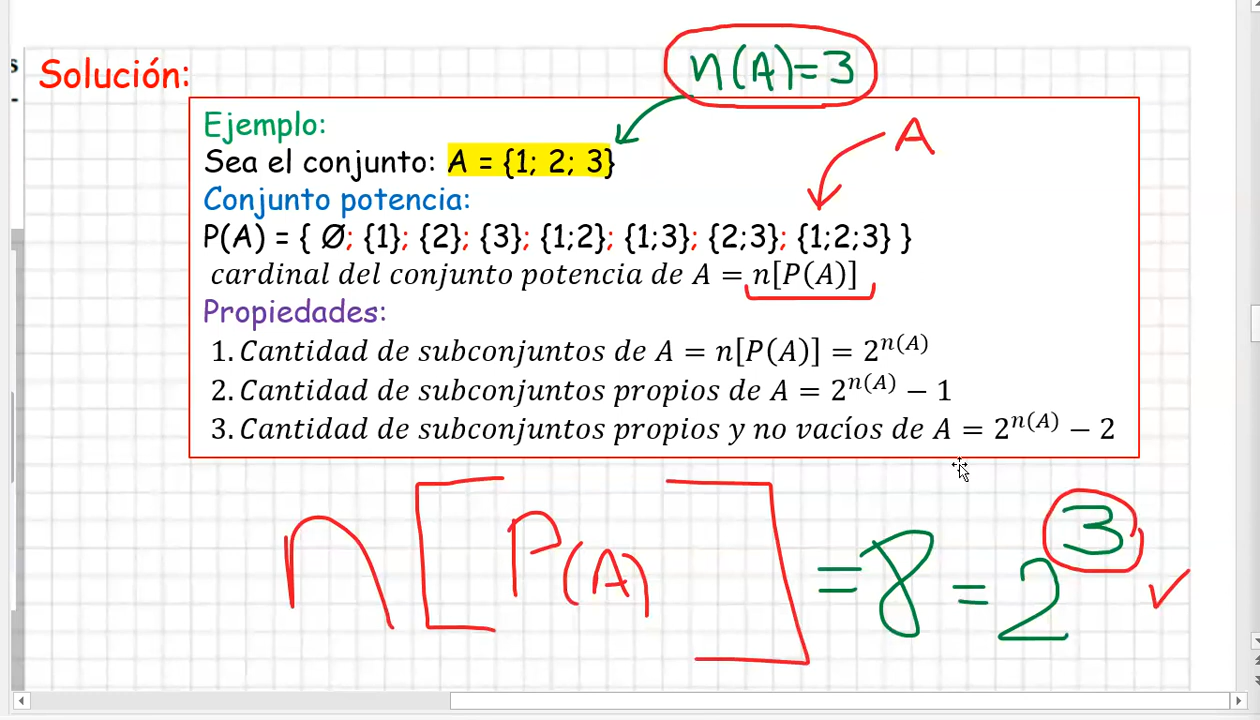 s
n(A)=3
Solución:
Ejemplo:
A
Sea el conjunto: A = {1; 2; 3}
Conjunto potencia:
P(A) = { Ø; {1}; {2}; {3}; {1;2}; {1;3}; {2;3}; {1;2;3} }
cardinal del conjunto potencia de A = n[P(A)]
Propiedades:
1. Cantidad de subconjuntos de A = n[P(A)] = 2^{n(A)}
2. Cantidad de subconjuntos propios de A = 2^{n(A)} − 1
3. Cantidad de subconjuntos propios y no vacíos de A = 2^{n(A)} − 2
n[P(A)] = 8 = 2^3 ✓